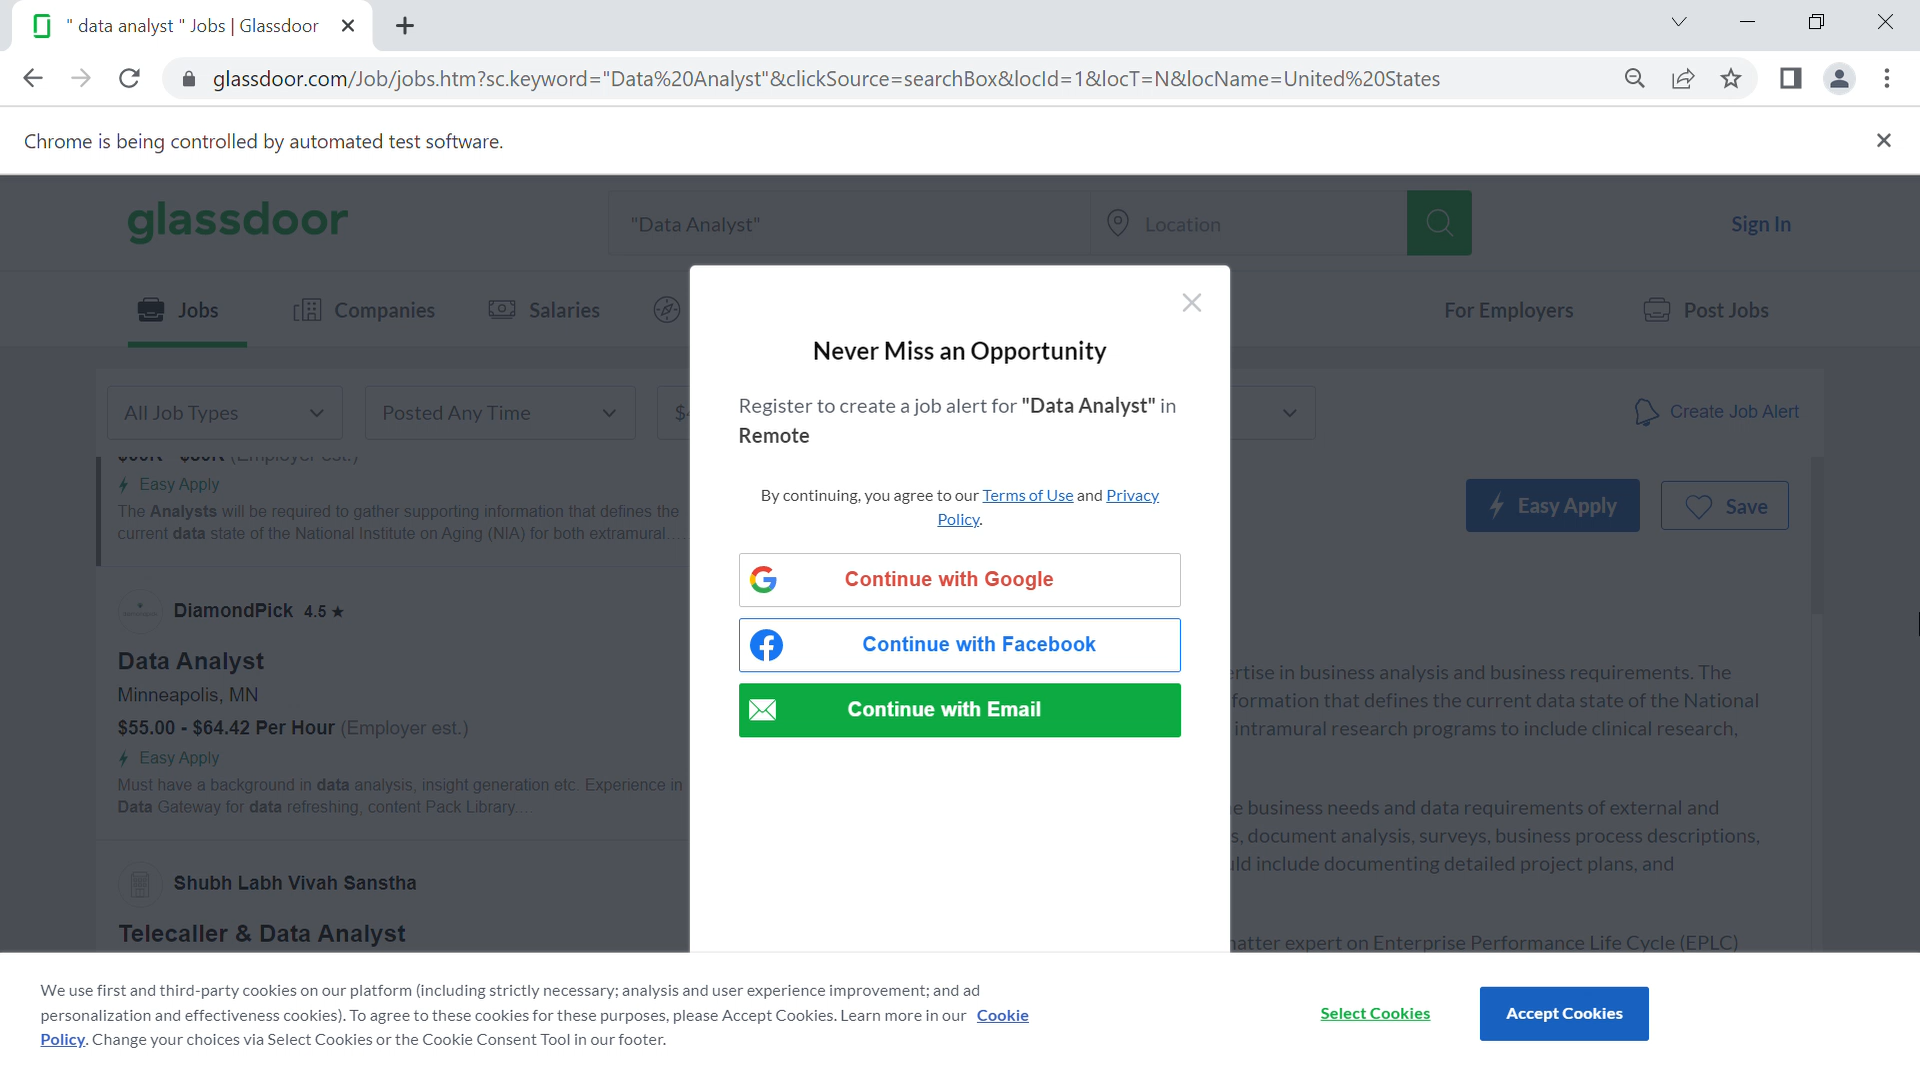 " data analyst " Jobs | Glassdoor
glassdoor.com/Job/jobs.htm?sc.keyword="Data%20Analyst"&clickSource=searchBox&locId=1&locT=N&locName=United%20States
Chrome is being controlled by automated test software.
glassdoor
"Data Analyst"
Location
Sign In
Jobs
Companies
Salaries
For Employers
Post Jobs
All Job Types
Posted Any Time
Create Job Alert
(Employer est.)
Easy Apply
The Analysts will be required to gather supporting information that defines the
current data state of the National Institute on Aging (NIA) for both extramural....
DiamondPick 4.5 ★
Data Analyst
Minneapolis, MN
$55.00 - $64.42 Per Hour (Employer est.)
Easy Apply
Must have a background in data analysis, insight generation etc. Experience in
Data Gateway for data refreshing, content Pack Library....
Shubh Labh Vivah Sanstha
Telecaller & Data Analyst
Never Miss an Opportunity
Register to create a job alert for "Data Analyst" in
Remote
By continuing, you agree to our Terms of Use and Privacy
Policy.
Continue with Google
Continue with Facebook
Continue with Email
Easy Apply
Save
rtise in business analysis and business requirements. The
formation that defines the current data state of the National
intramural research programs to include clinical research,
e business needs and data requirements of external and
s, document analysis, surveys, business process descriptions,
ld include documenting detailed project plans, and
natter expert on Enterprise Performance Life Cycle (EPLC)
We use first and third-party cookies on our platform (including strictly necessary; analysis and user experience improvement; and ad
personalization and effectiveness cookies). To agree to these cookies for these purposes, please Accept Cookies. Learn more in our Cookie
Policy. Change your choices via Select Cookies or the Cookie Consent Tool in our footer.
Select Cookies
Accept Cookies